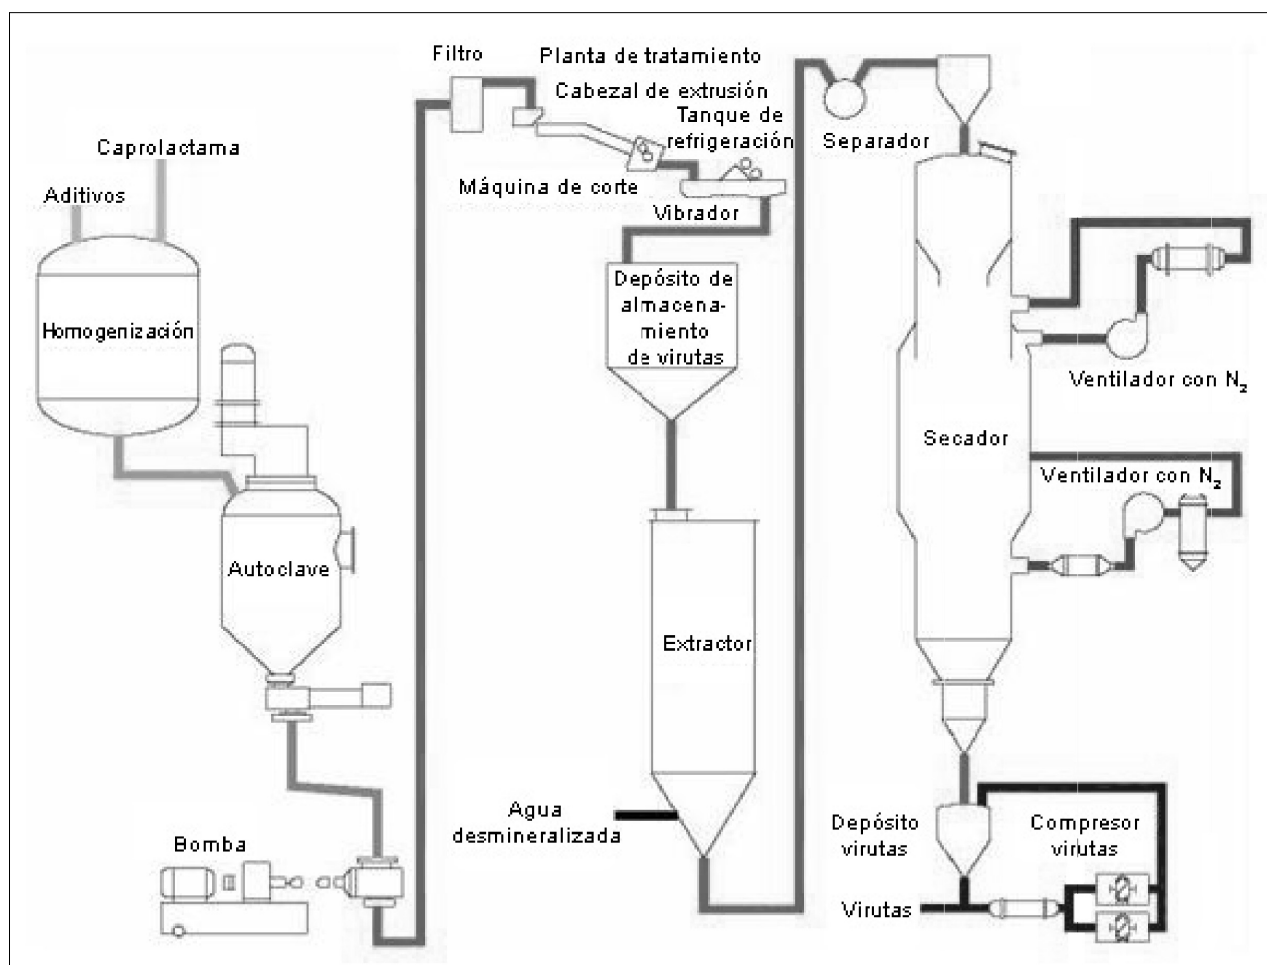 Filtro
Planta de tratamiento
Cabezal de extrusión
Tanque de
refrigeración
Separador
Caprolactama
Aditivos
Máquina de corte
Vibrador
Homogenización
Depósito de
almacena-
miento
de virutas
Ventilador con N₂
Secador
Ventilador con N₂
Autoclave
Extractor
Agua
desmineralizada
Bomba
Depósito
virutas
Compresor
virutas
Virutas